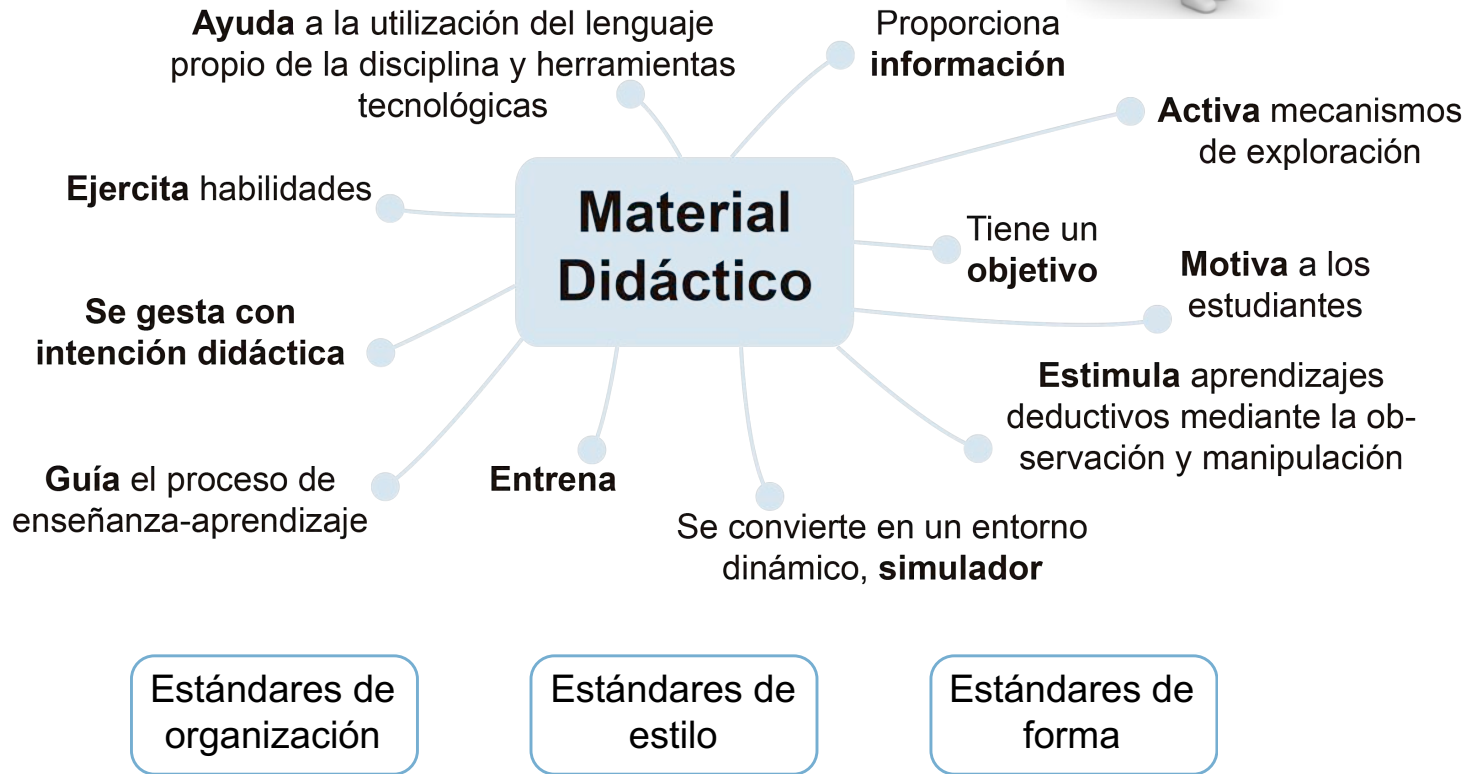 Ayuda a la utilización del lenguaje
propio de la disciplina y herramientas
tecnológicas
Proporciona
información
Activa mecanismos
de exploración
Ejercita habilidades
Material
Didáctico
Tiene un
objetivo
Motiva a los
estudiantes
Se gesta con
intención didáctica
Estimula aprendizajes
deductivos mediante la ob-
servación y manipulación
Guía el proceso de
enseñanza-aprendizaje
Entrena
Se convierte en un entorno
dinámico, simulador
Estándares de
organización
Estándares de
estilo
Estándares de
forma